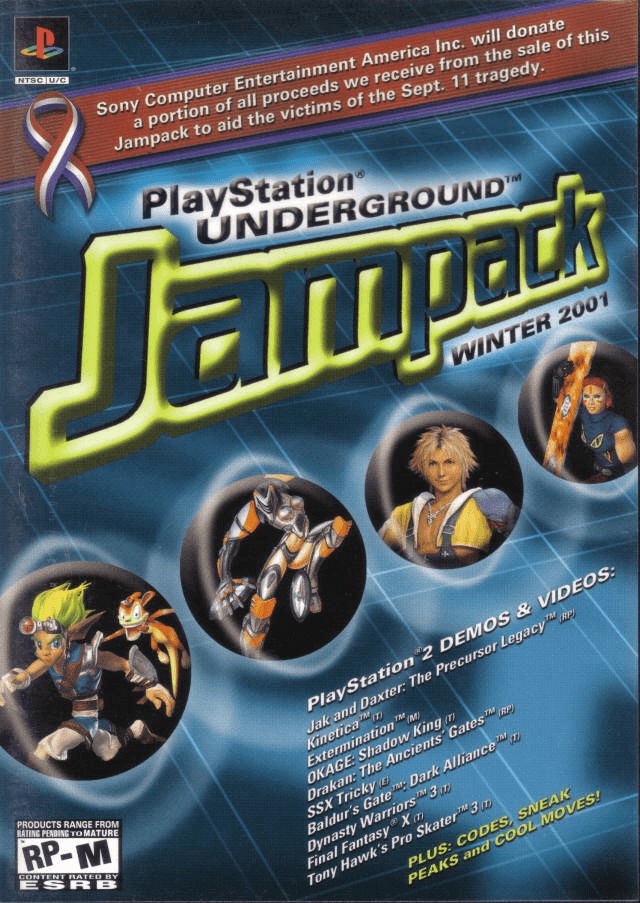 NTSC U/C
Sony Computer Entertainment America Inc. will donate
a portion of all proceeds we receive from the sale of this
Jampack to aid the victims of the Sept. 11 tragedy.
PlayStation®
UNDERGROUND™
Jampack
WINTER 2001
PlayStation®2 DEMOS & VIDEOS:
Jak and Daxter: The Precursor Legacy™ (RP)
Kinetica™ (T)
Extermination™ (M)
OKAGE: Shadow King (T)
Drakan: The Ancients' Gates™ (RP)
SSX Tricky (E)
Baldur's Gate™: Dark Alliance™ (T)
Dynasty Warriors™ 3 (T)
Final Fantasy® X (T)
Tony Hawk's Pro Skater™ 3 (T)
PLUS: CODES, SNEAK
PEAKS and COOL MOVES!
PRODUCTS RANGE FROM
RATING PENDING TO MATURE
RP-M
CONTENT RATED BY
ESRB